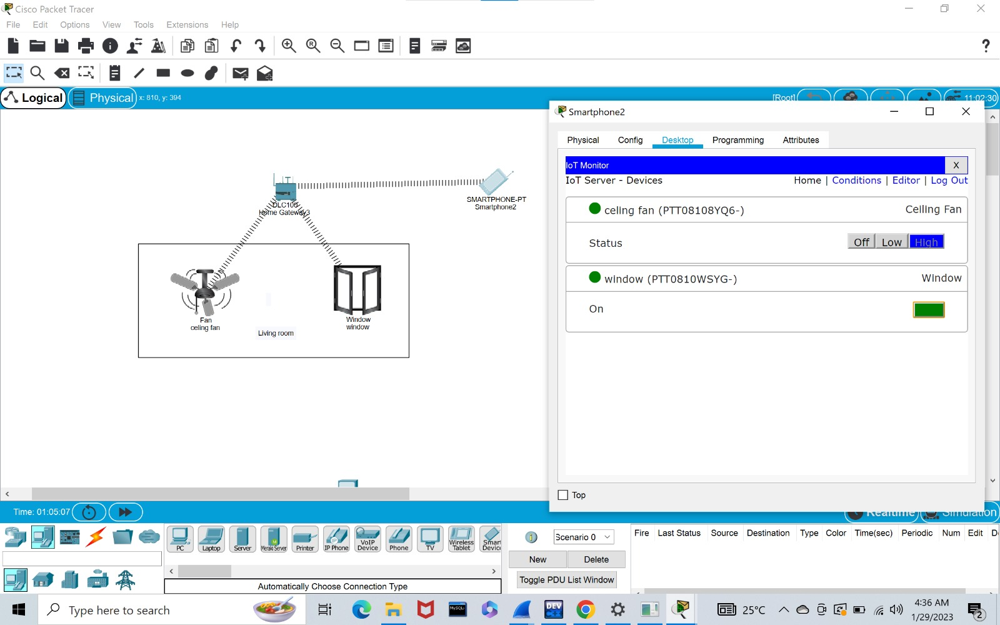 Cisco Packet Tracer
File Edit Options View Tools Extensions Help
Logical Physical x: 810, y: 394 [Root] 11:02:30
Smartphone2
Physical Config Desktop Programming Attributes
IoT Monitor X
IoT Server - Devices Home | Conditions | Editor | Log Out
celing fan (PTT08108YQ6-) Ceiling Fan
Status Off Low High
window (PTT0810WSYG-) Window
On
Top
DLC100
Home Gateway3
SMARTPHONE-PT
Smartphone2
Fan
celing fan
Window
window
Living room
Time: 01:05:07 Realtime Simulation
PC Laptop Server Meraki Server Printer IP Phone VoIP Device Phone TV Wireless Tablet Smart Device
Automatically Choose Connection Type
Scenario 0
New Delete
Toggle PDU List Window
Fire Last Status Source Destination Type Color Time(sec) Periodic Num Edit D
Type here to search
MySQL
DEV
C++
25°C
4:36 AM
1/29/2023
2